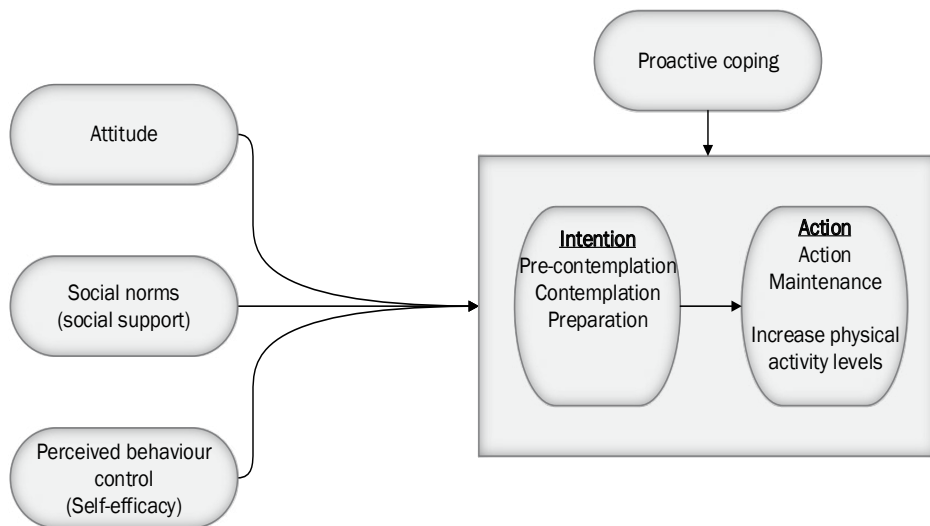 Proactive coping
Attitude
Social norms
(social support)
Perceived behaviour
control
(Self-efficacy)
Intention
Pre-contemplation
Contemplation
Preparation
Action
Action
Maintenance
Increase physical
activity levels